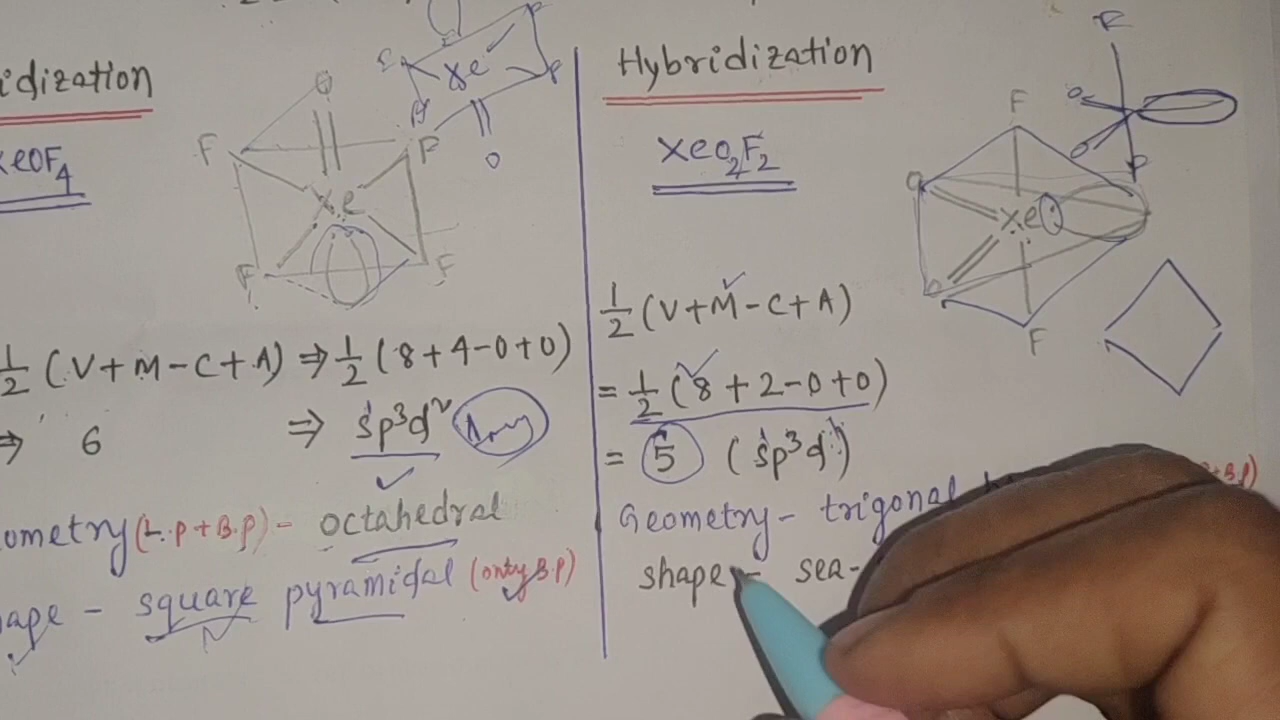 idization
XeOF4
O
F
F
Xe
F
F
Xe
O
1/2 (V+M-C+A) ⇒ 1/2 (8+4-0+0)
⇒ 6 ⇒ sp³d²
ometry (L.P+B.P) - octahedral
ape - square pyramidal (only B.P)
Hybridization
XeO2F2
F
O
O
F
O
Xe
F
1/2 (V+M-C+A)
= 1/2 (8+2-0+0)
= 5 (sp³d)
Geometry - trigonal
+B.P)
shape - sea-